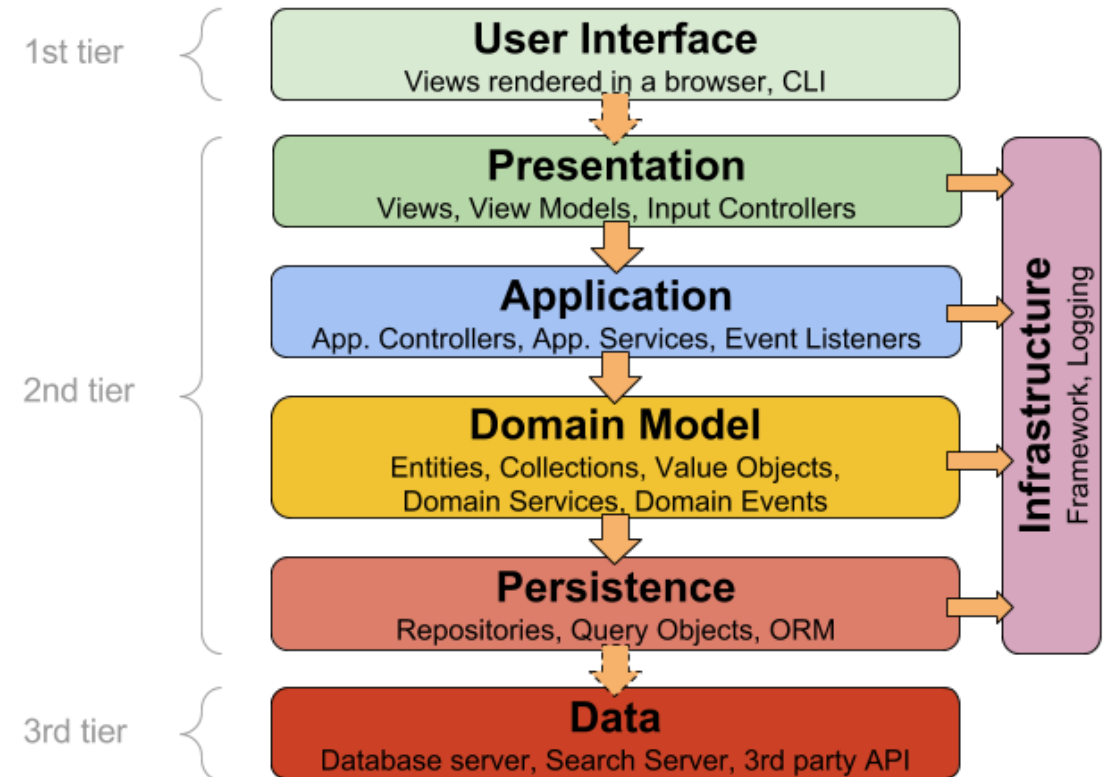 1st tier
User Interface
Views rendered in a browser, CLI
2nd tier
Presentation
Views, View Models, Input Controllers
Application
App. Controllers, App. Services, Event Listeners
Domain Model
Entities, Collections, Value Objects,
Domain Services, Domain Events
Persistence
Repositories, Query Objects, ORM
Infrastructure
Framework, Logging
3rd tier
Data
Database server, Search Server, 3rd party API